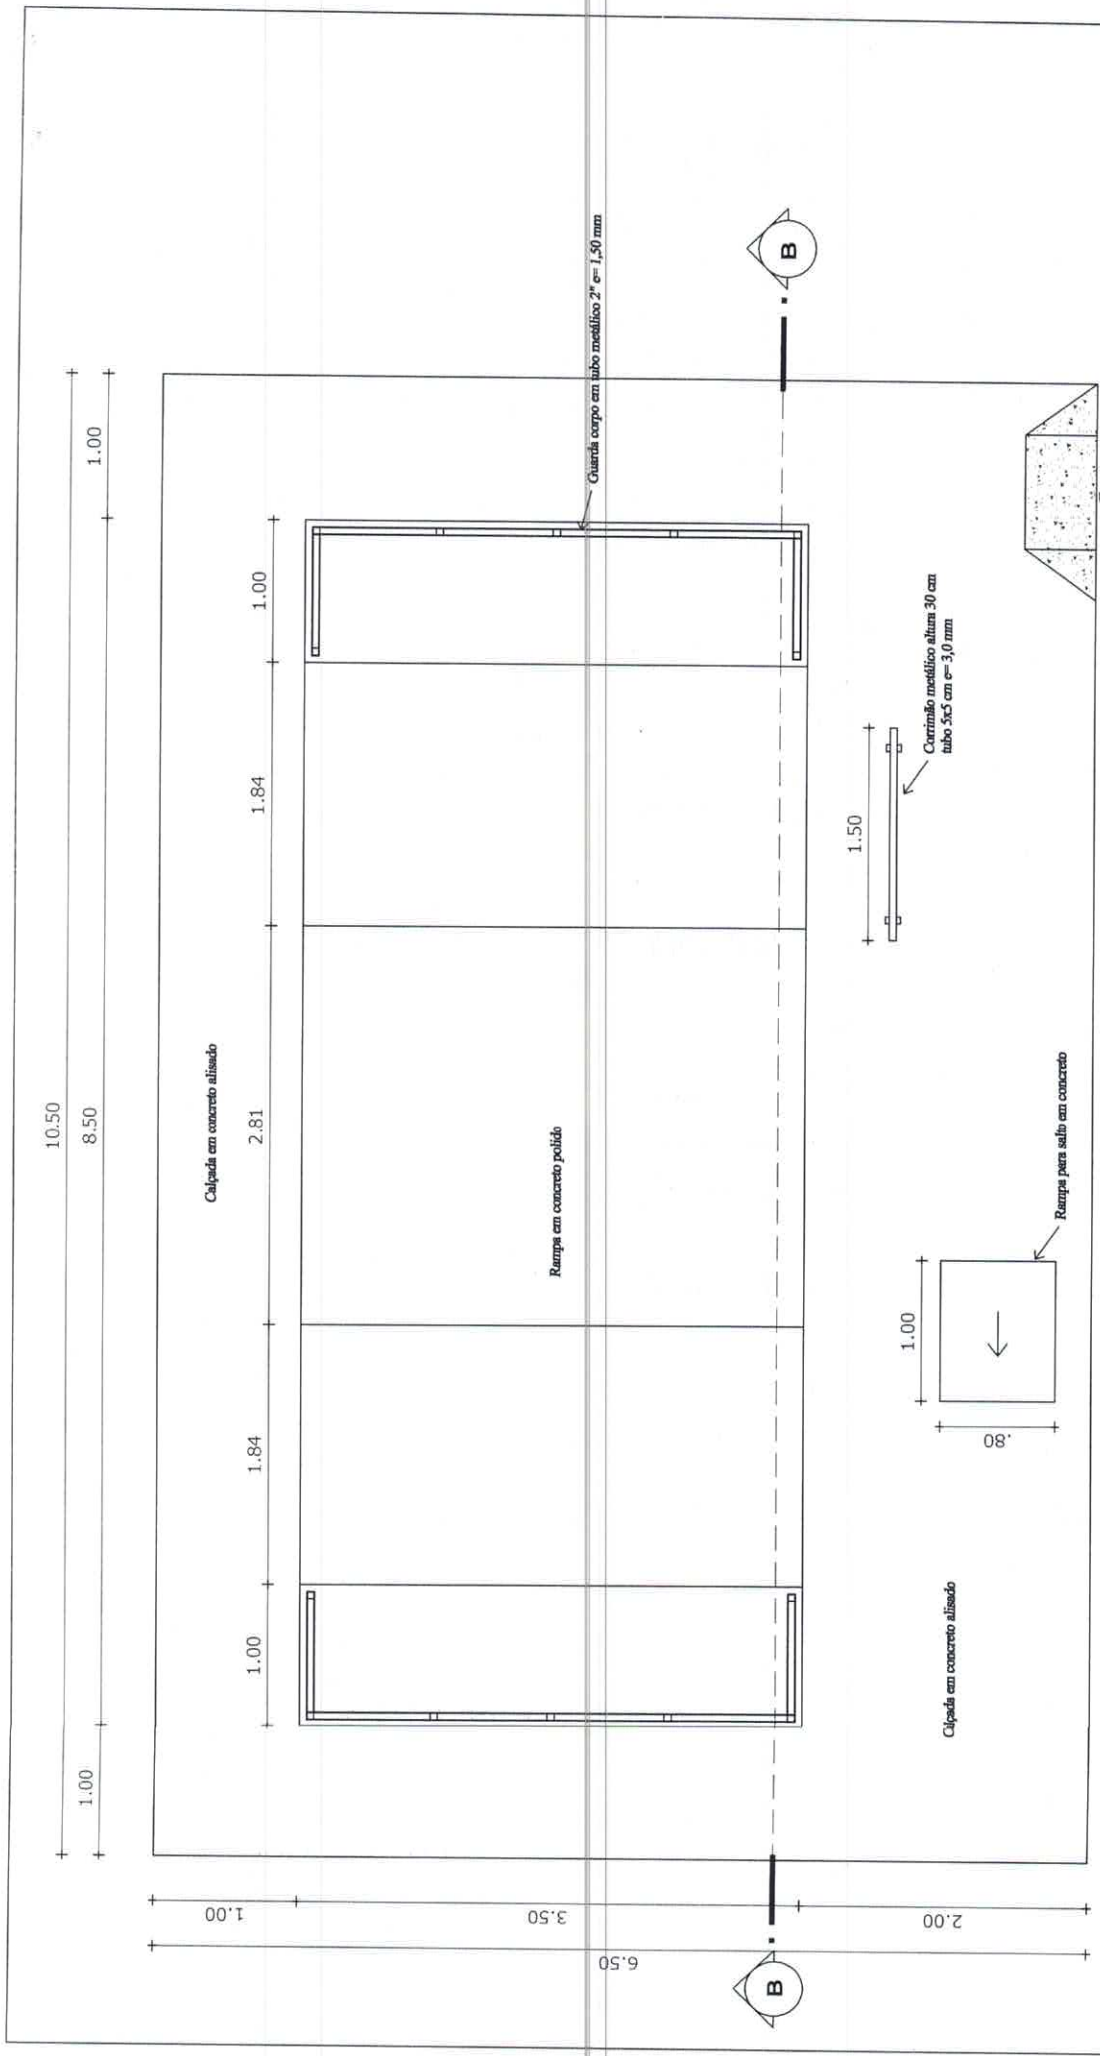 10.50
1.00
8.50
1.00
Calçada em concreto alisado
1.00
1.84
2.81
1.84
1.00
1.00
3.50
2.00
6.50
Guarda corpo em tubo metálico 2" e= 1,50 mm
Rampa em concreto polido
B
B
1.50
Corrimão metálico altura 30 cm
tubo 5x5 cm e= 3,0 mm
1.00
.80
Rampa para salto em concreto
Calçada em concreto alisado